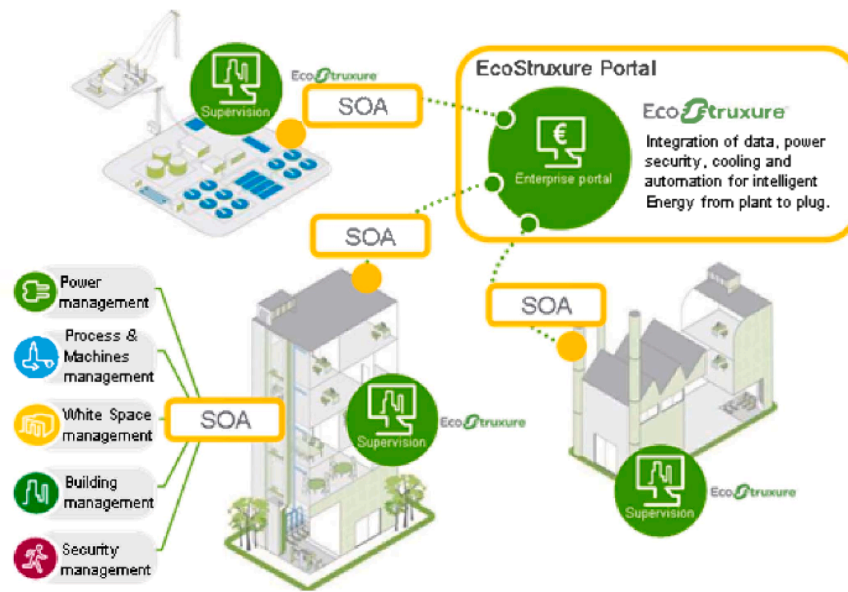 Supervision
EcoStruxure
SOA
EcoStruxure Portal
€
Enterprise portal
EcoStruxure
Integration of data, power
security, cooling and
automation for intelligent
Energy from plant to plug.
SOA
SOA
Power
management
Process &
Machines
management
White Space
management
Building
management
Security
management
SOA
Supervision
EcoStruxure
Supervision
EcoStruxure